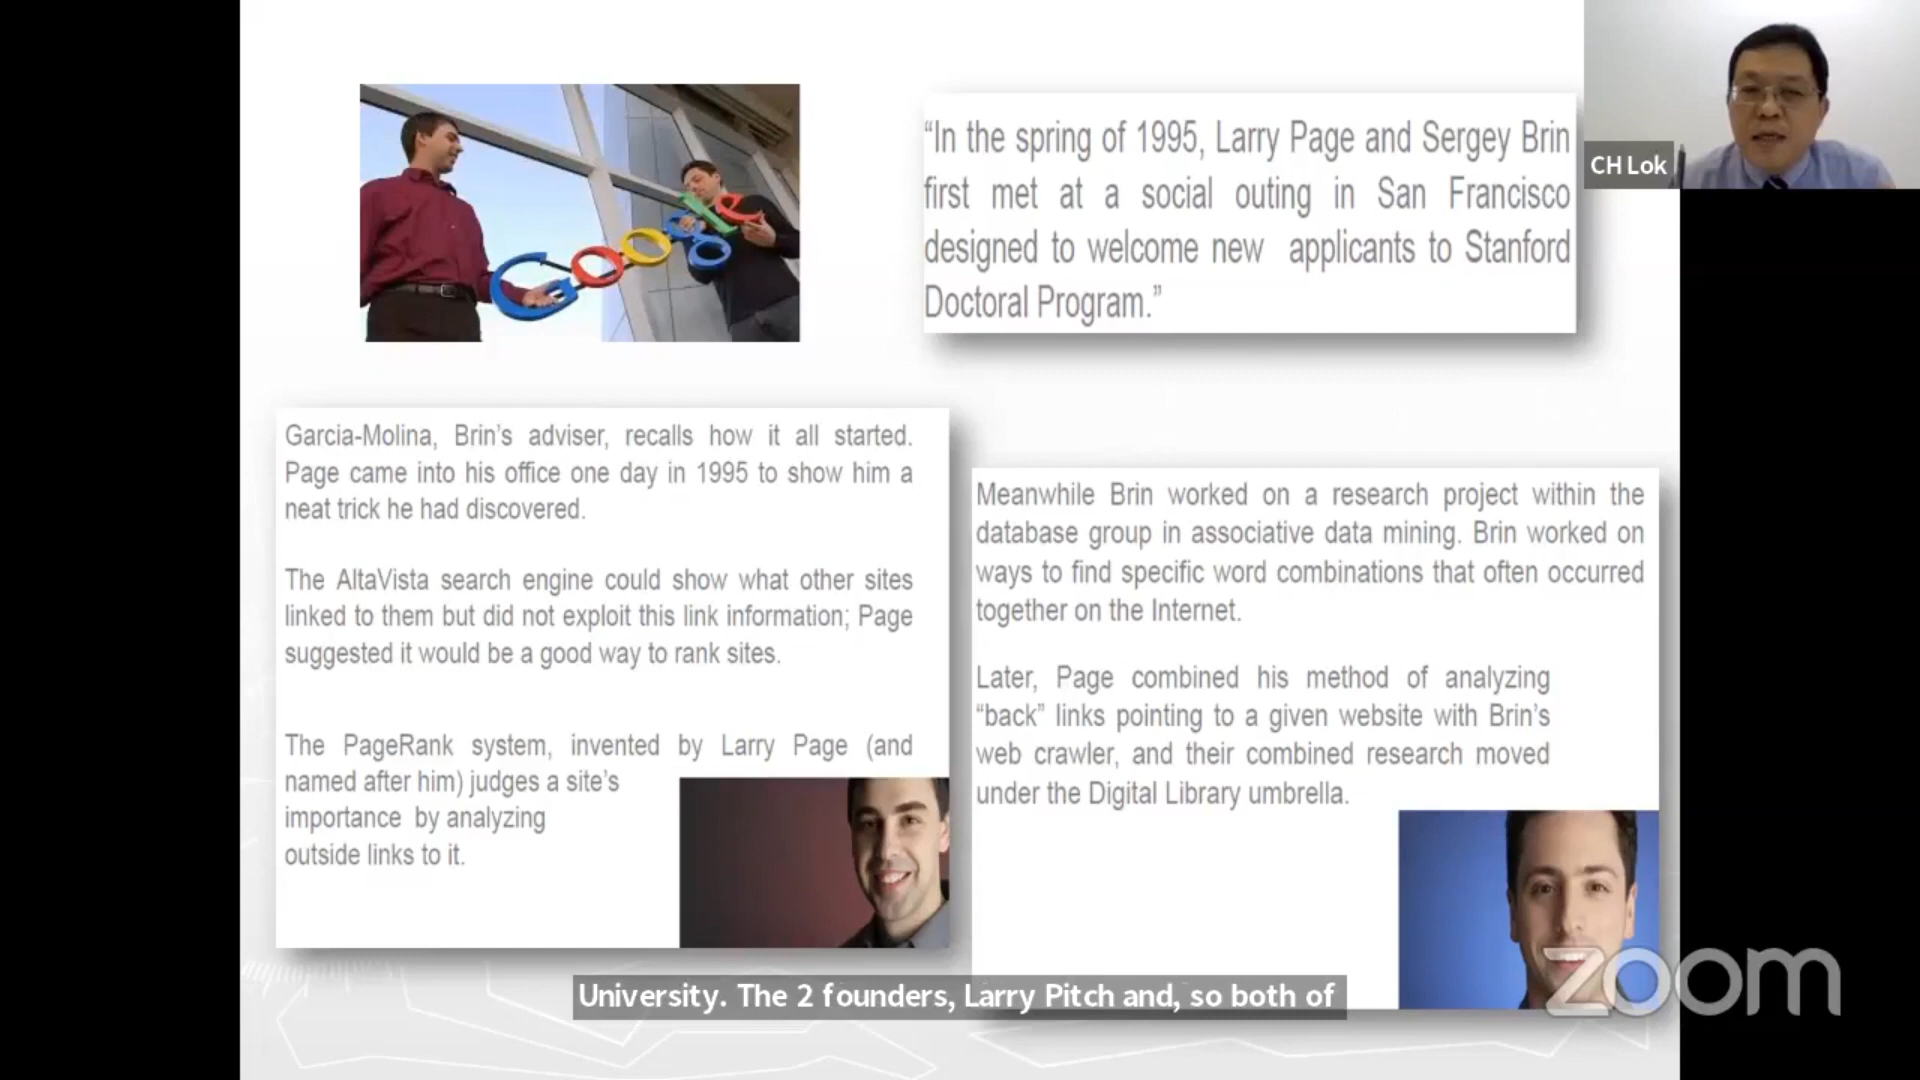 Google
“In the spring of 1995, Larry Page and Sergey Brin
first met at a social outing in San Francisco
designed to welcome new applicants to Stanford
Doctoral Program.”
CH Lok
Garcia-Molina, Brin’s adviser, recalls how it all started.
Page came into his office one day in 1995 to show him a
neat trick he had discovered.
The AltaVista search engine could show what other sites
linked to them but did not exploit this link information; Page
suggested it would be a good way to rank sites.
The PageRank system, invented by Larry Page (and
named after him) judges a site’s
importance by analyzing
outside links to it.
Meanwhile Brin worked on a research project within the
database group in associative data mining. Brin worked on
ways to find specific word combinations that often occurred
together on the Internet.
Later, Page combined his method of analyzing
“back” links pointing to a given website with Brin’s
web crawler, and their combined research moved
under the Digital Library umbrella.
University. The 2 founders, Larry Pitch and, so both of
zoom